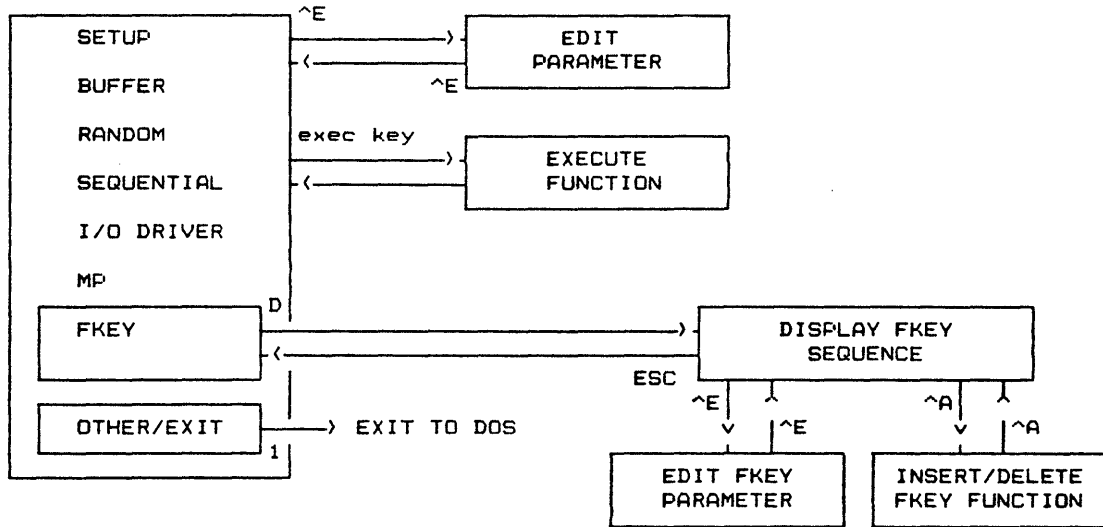 ^E
SETUP
EDIT
PARAMETER
^E
BUFFER
RANDOM
exec key
EXECUTE
FUNCTION
SEQUENTIAL
I/O DRIVER
MP
D
FKEY
DISPLAY FKEY
SEQUENCE
ESC
^E
^A
OTHER/EXIT
EXIT TO DOS
^E
^A
1
EDIT FKEY
PARAMETER
INSERT/DELETE
FKEY FUNCTION